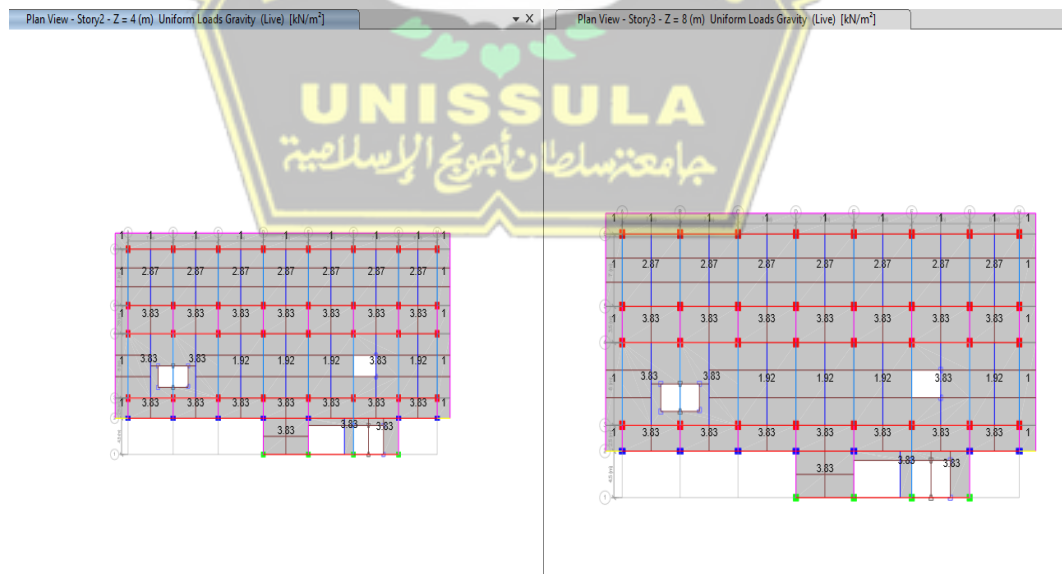 Plan View - Story2 - Z = 4 (m) Uniform Loads Gravity (Live) [kN/m²]
Plan View - Story3 - Z = 8 (m) Uniform Loads Gravity (Live) [kN/m²]
UNISSULA
جامعة سلطان أجونج الإسلامية
1 1 1 1 1 1 1 1 1
1 2.87 2.87 2.87 2.87 2.87 2.87 2.87 1
1 3.83 3.83 3.83 3.83 3.83 3.83 3.83 1
1 3.83 3.83 1.92 1.92 1.92 3.83 1.92 1
1 3.83 3.83 3.83 3.83 3.83 3.83 3.83 1
3.83 3.83 3.83
1 1 1 1 1 1 1 1 1
1 2.87 2.87 2.87 2.87 2.87 2.87 2.87 1
1 3.83 3.83 3.83 3.83 3.83 3.83 3.83 1
1 3.83 3.83 1.92 1.92 1.92 3.83 1.92 1
1 3.83 3.83 3.83 3.83 3.83 3.83 3.83 1
3.83 3.83 3.83